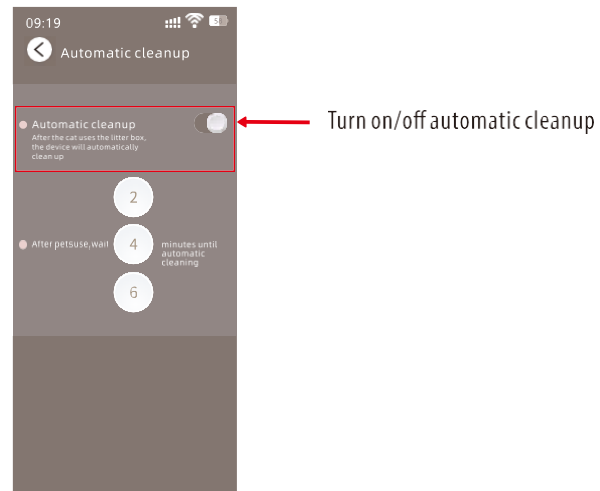 09:19
58
Automatic cleanup
Automatic cleanup
After the cat uses the litter box,
the device will automatically
clean up
Turn on/off automatic cleanup
2
After petsuse,wait 4 minutes until
automatic
cleaning
6